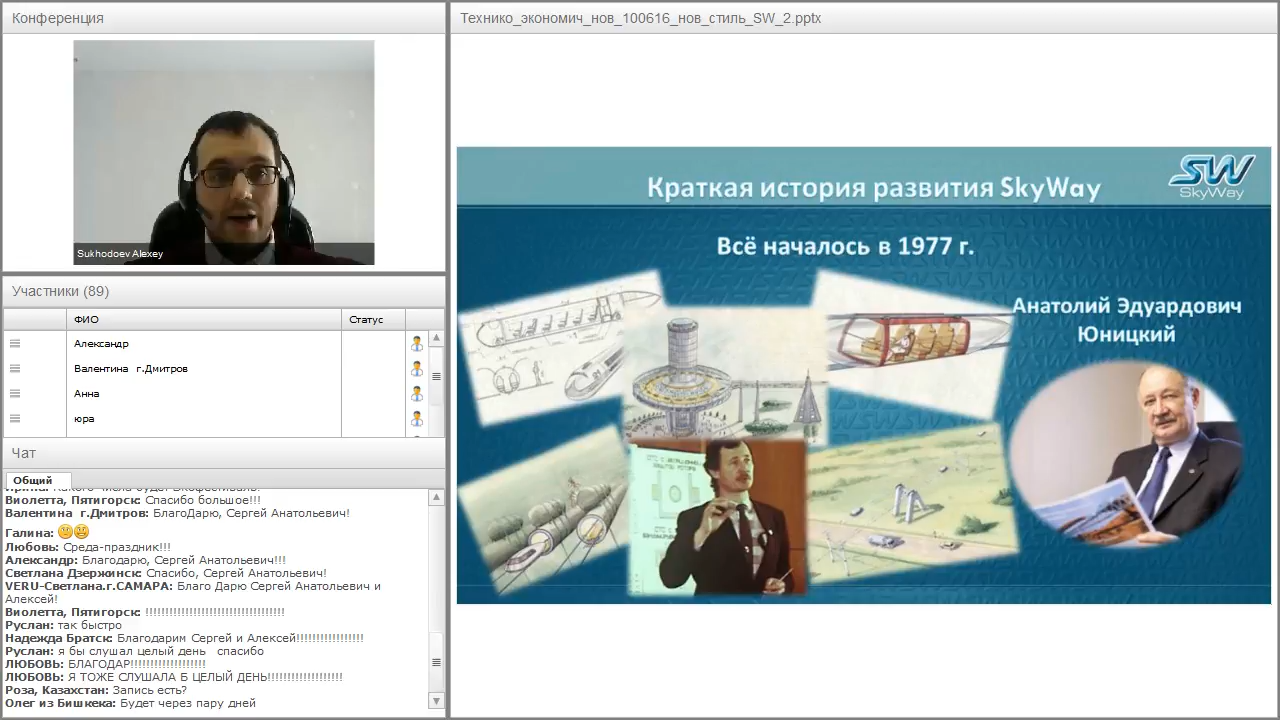 Конференция
Sukhodoev Alexey
Участники (89)
ФИО
Статус
Александр
Валентина г.Дмитров
Анна
юра
Чат
Общий
Виолетта, Пятигорск: Спасибо большое!!!
Валентина г.Дмитров: БлагоДарю, Сергей Анатольевич!
Галина:
Любовь: Среда-праздник!!!
Александр: Благодарю, Сергей Анатольевич!!!
Светлана Дзержинск: Спасибо, Сергей Анатольевич!
VERU-Светлана.г.САМАРА: Благо Дарю Сергей Анатольевич и
Алексей!
Виолетта, Пятигорск: !!!!!!!!!!!!!!!!!!!!!!!!!!!!!!!!!!!
Руслан: так быстро
Надежда Братск: Благодарим Сергей и Алексей!!!!!!!!!!!!!!!!!
Руслан: я бы слушал целый день спасибо
ЛЮБОВЬ: БЛАГОДАР!!!!!!!!!!!!!!!!!!!
ЛЮБОВЬ: Я ТОЖЕ СЛУШАЛА Б ЦЕЛЫЙ ДЕНЬ!!!!!!!!!!!!!!!!!!!
Роза, Казахстан: Запись есть?
Олег из Бишкека: Будет через пару дней
Технико_экономич_нов_100616_нов_стиль_SW_2.pptx
Краткая история развития SkyWay
SW
SkyWay
Всё началось в 1977 г.
Анатолий Эдуардович
Юницкий